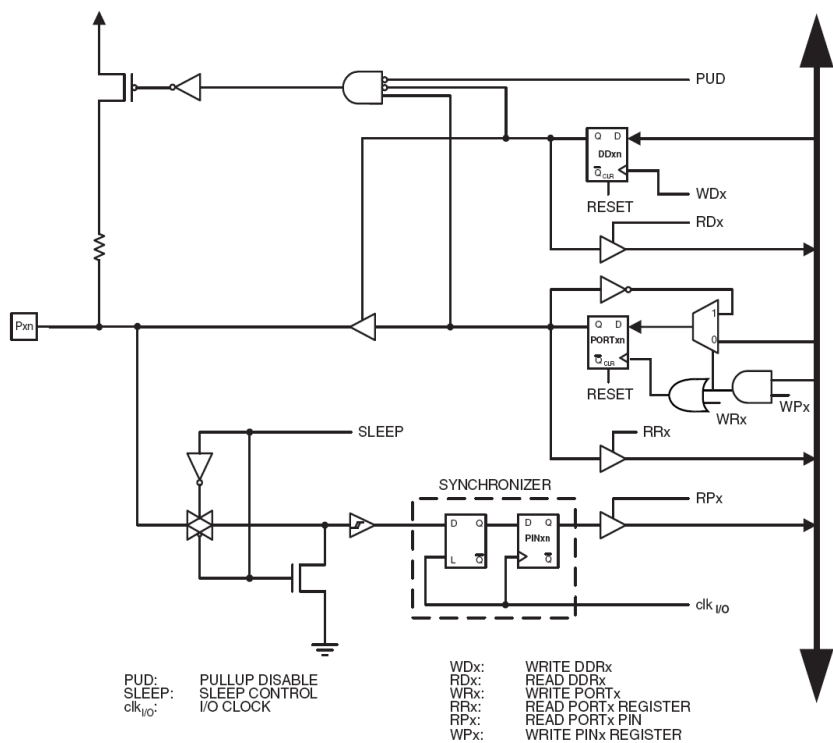 PUD
Q D
DDxn
Q CLR
WDx
RESET
RDx
Pxn
1
Q D
PORTxn
0
Q CLR
RESET
WRx
WPx
SLEEP
RRx
SYNCHRONIZER
RPx
D Q
D Q
PINxn
L Q
Q
clk I/O
PUD: PULLUP DISABLE
SLEEP: SLEEP CONTROL
clkI/O: I/O CLOCK
WDx: WRITE DDRx
RDx: READ DDRx
WRx: WRITE PORTx
RRx: READ PORTx REGISTER
RPx: READ PORTx PIN
WPx: WRITE PINx REGISTER